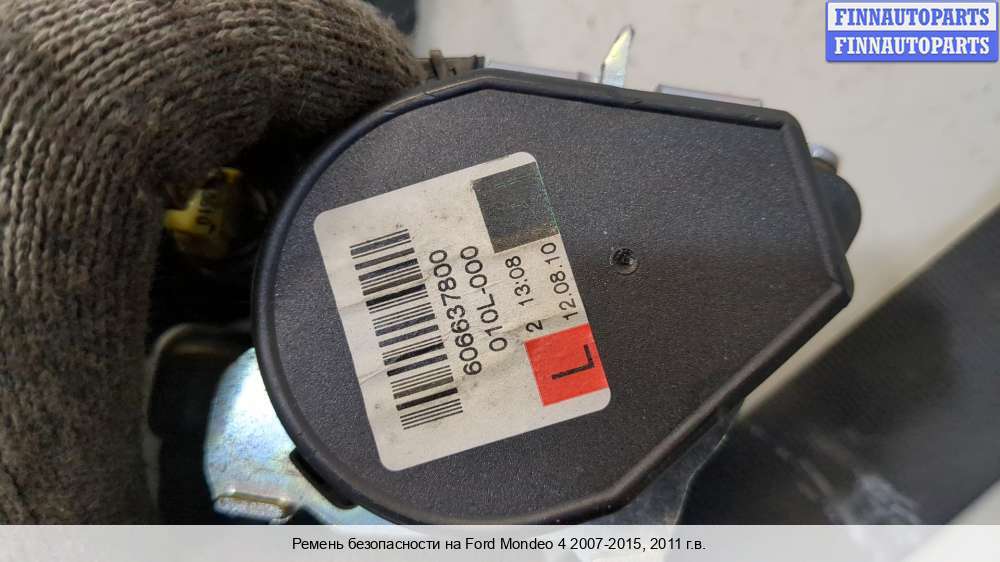 FINNAUTOPARTS
FINNAUTOPARTS
606637800
010L-000
2 13:08
12.08.10
L
Ремень безопасности на Ford Mondeo 4 2007-2015, 2011 г.в.